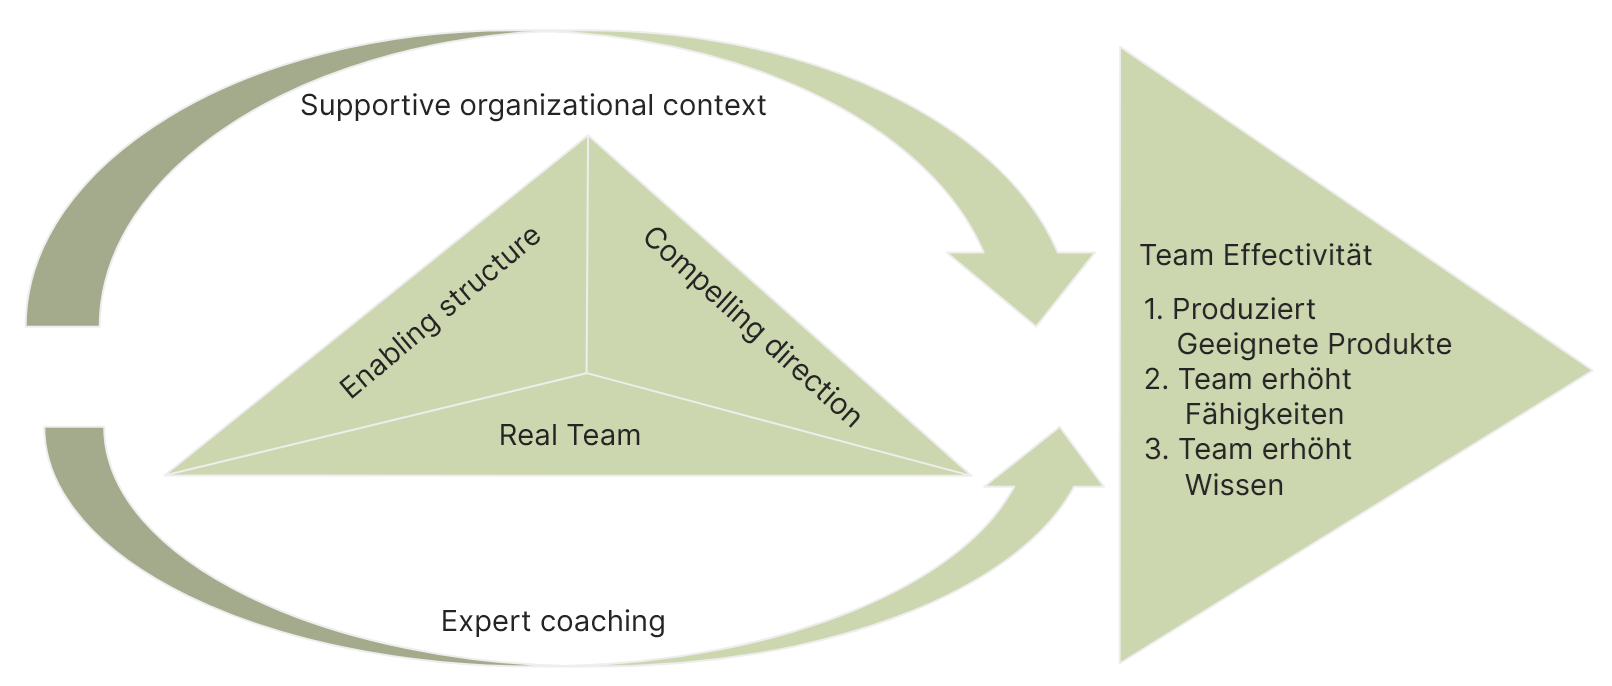 Supportive organizational context
Enabling structure
Compelling direction
Real Team
Expert coaching
Team Effectivität
1. Produziert
Geeignete Produkte
2. Team erhöht
Fähigkeiten
3. Team erhöht
Wissen